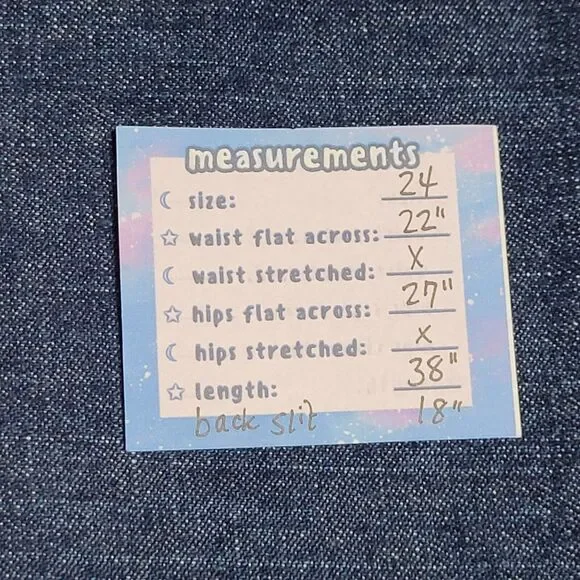 measurements
size: 24
waist flat across: 22"
waist stretched: X
hips flat across: 27"
hips stretched: X
length: 38"
back slit 18"